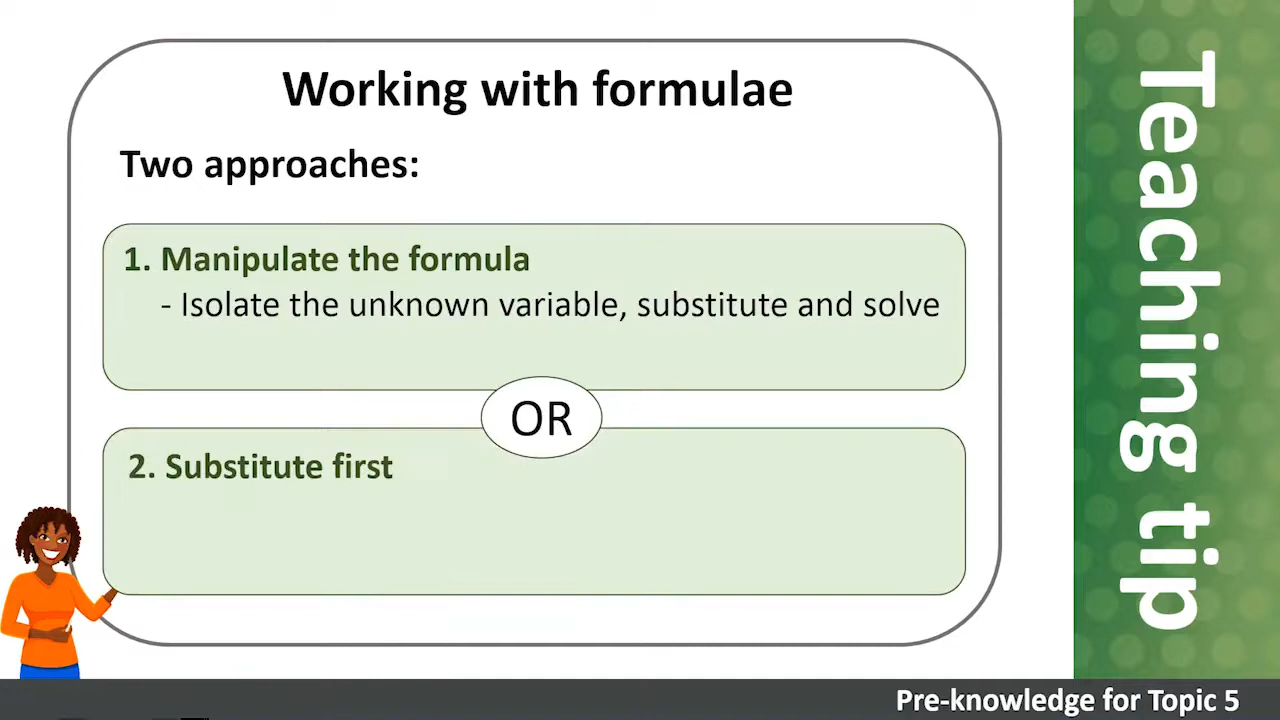 Working with formulae
Two approaches:
1. Manipulate the formula
- Isolate the unknown variable, substitute and solve
OR
2. Substitute first
Teaching tip
Pre-knowledge for Topic 5